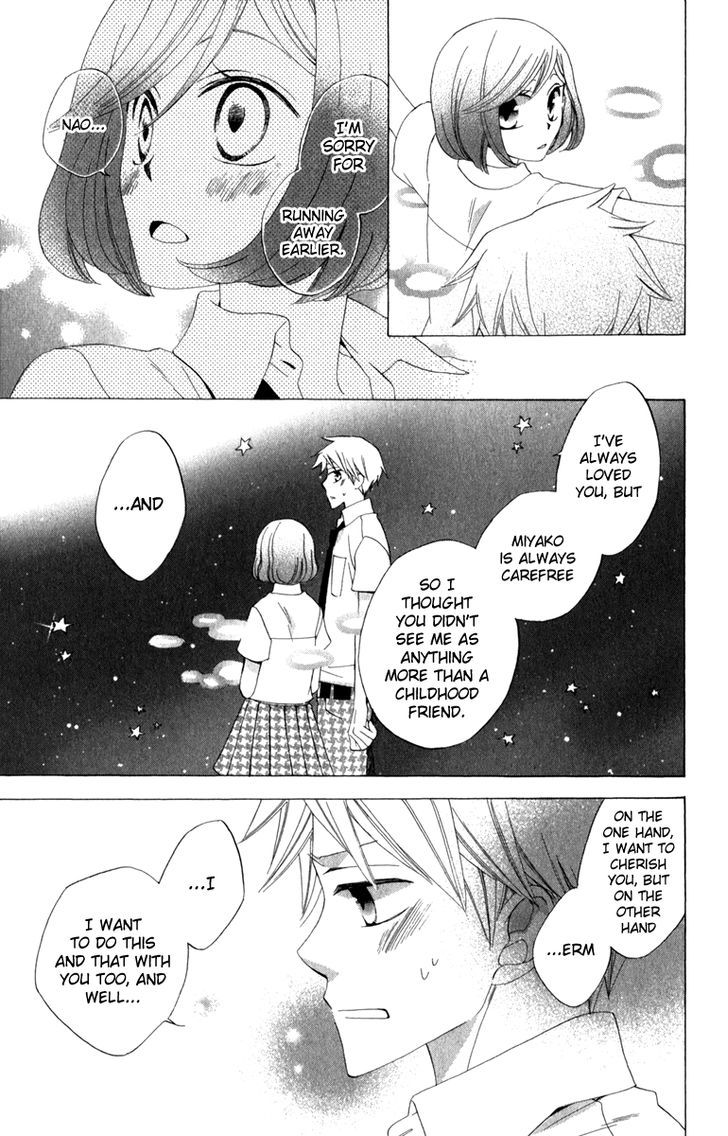 I'M
SORRY
FOR
RUNNING
AWAY
EARLIER.
NAO...
I'VE
ALWAYS
LOVED
YOU, BUT
MIYAKO
IS ALWAYS
CAREFREE
SO I
THOUGHT
YOU DIDN'T
SEE ME AS
ANYTHING
MORE THAN A
CHILDHOOD
FRIEND.
...AND
ON THE
ONE HAND,
I WANT TO
CHERISH
YOU, BUT
ON THE
OTHER
HAND
...ERM
...I
I WANT
TO DO THIS
AND THAT WITH
YOU TOO, AND
WELL...